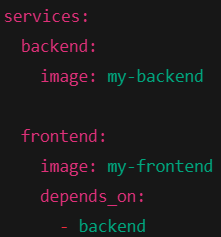 services:
  backend:
    image: my-backend

  frontend:
    image: my-frontend
    depends_on:
      - backend